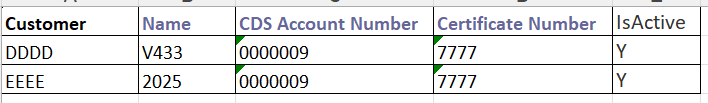 Customer Name CDS Account Number Certificate Number IsActive
DDDD V433 0000009 7777 Y
EEEE 2025 0000009 7777 Y